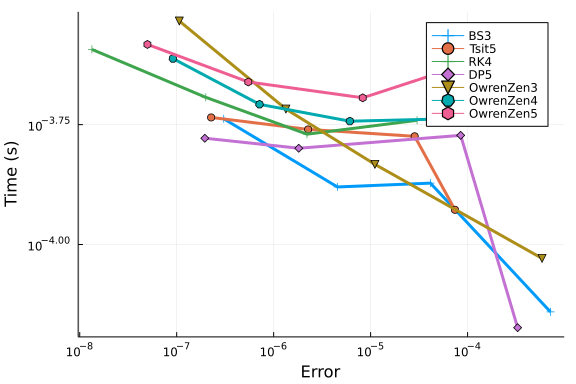 BS3
Tsit5
RK4
DP5
OwrenZen3
OwrenZen4
OwrenZen5
Time (s)
10^-3.75
10^-4.00
10^-8
10^-7
10^-6
10^-5
10^-4
Error